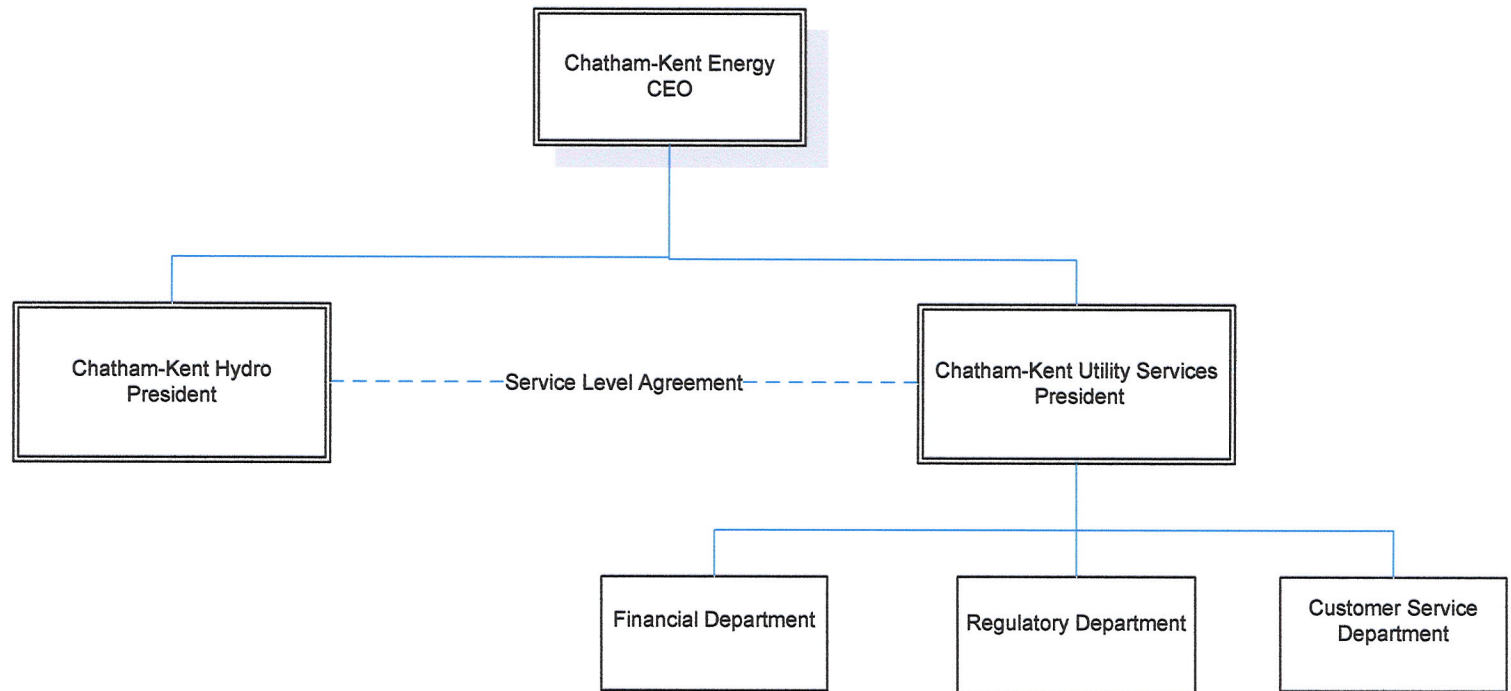 Chatham-Kent Energy
CEO
Chatham-Kent Hydro
President
Service Level Agreement
Chatham-Kent Utility Services
President
Financial Department
Regulatory Department
Customer Service
Department